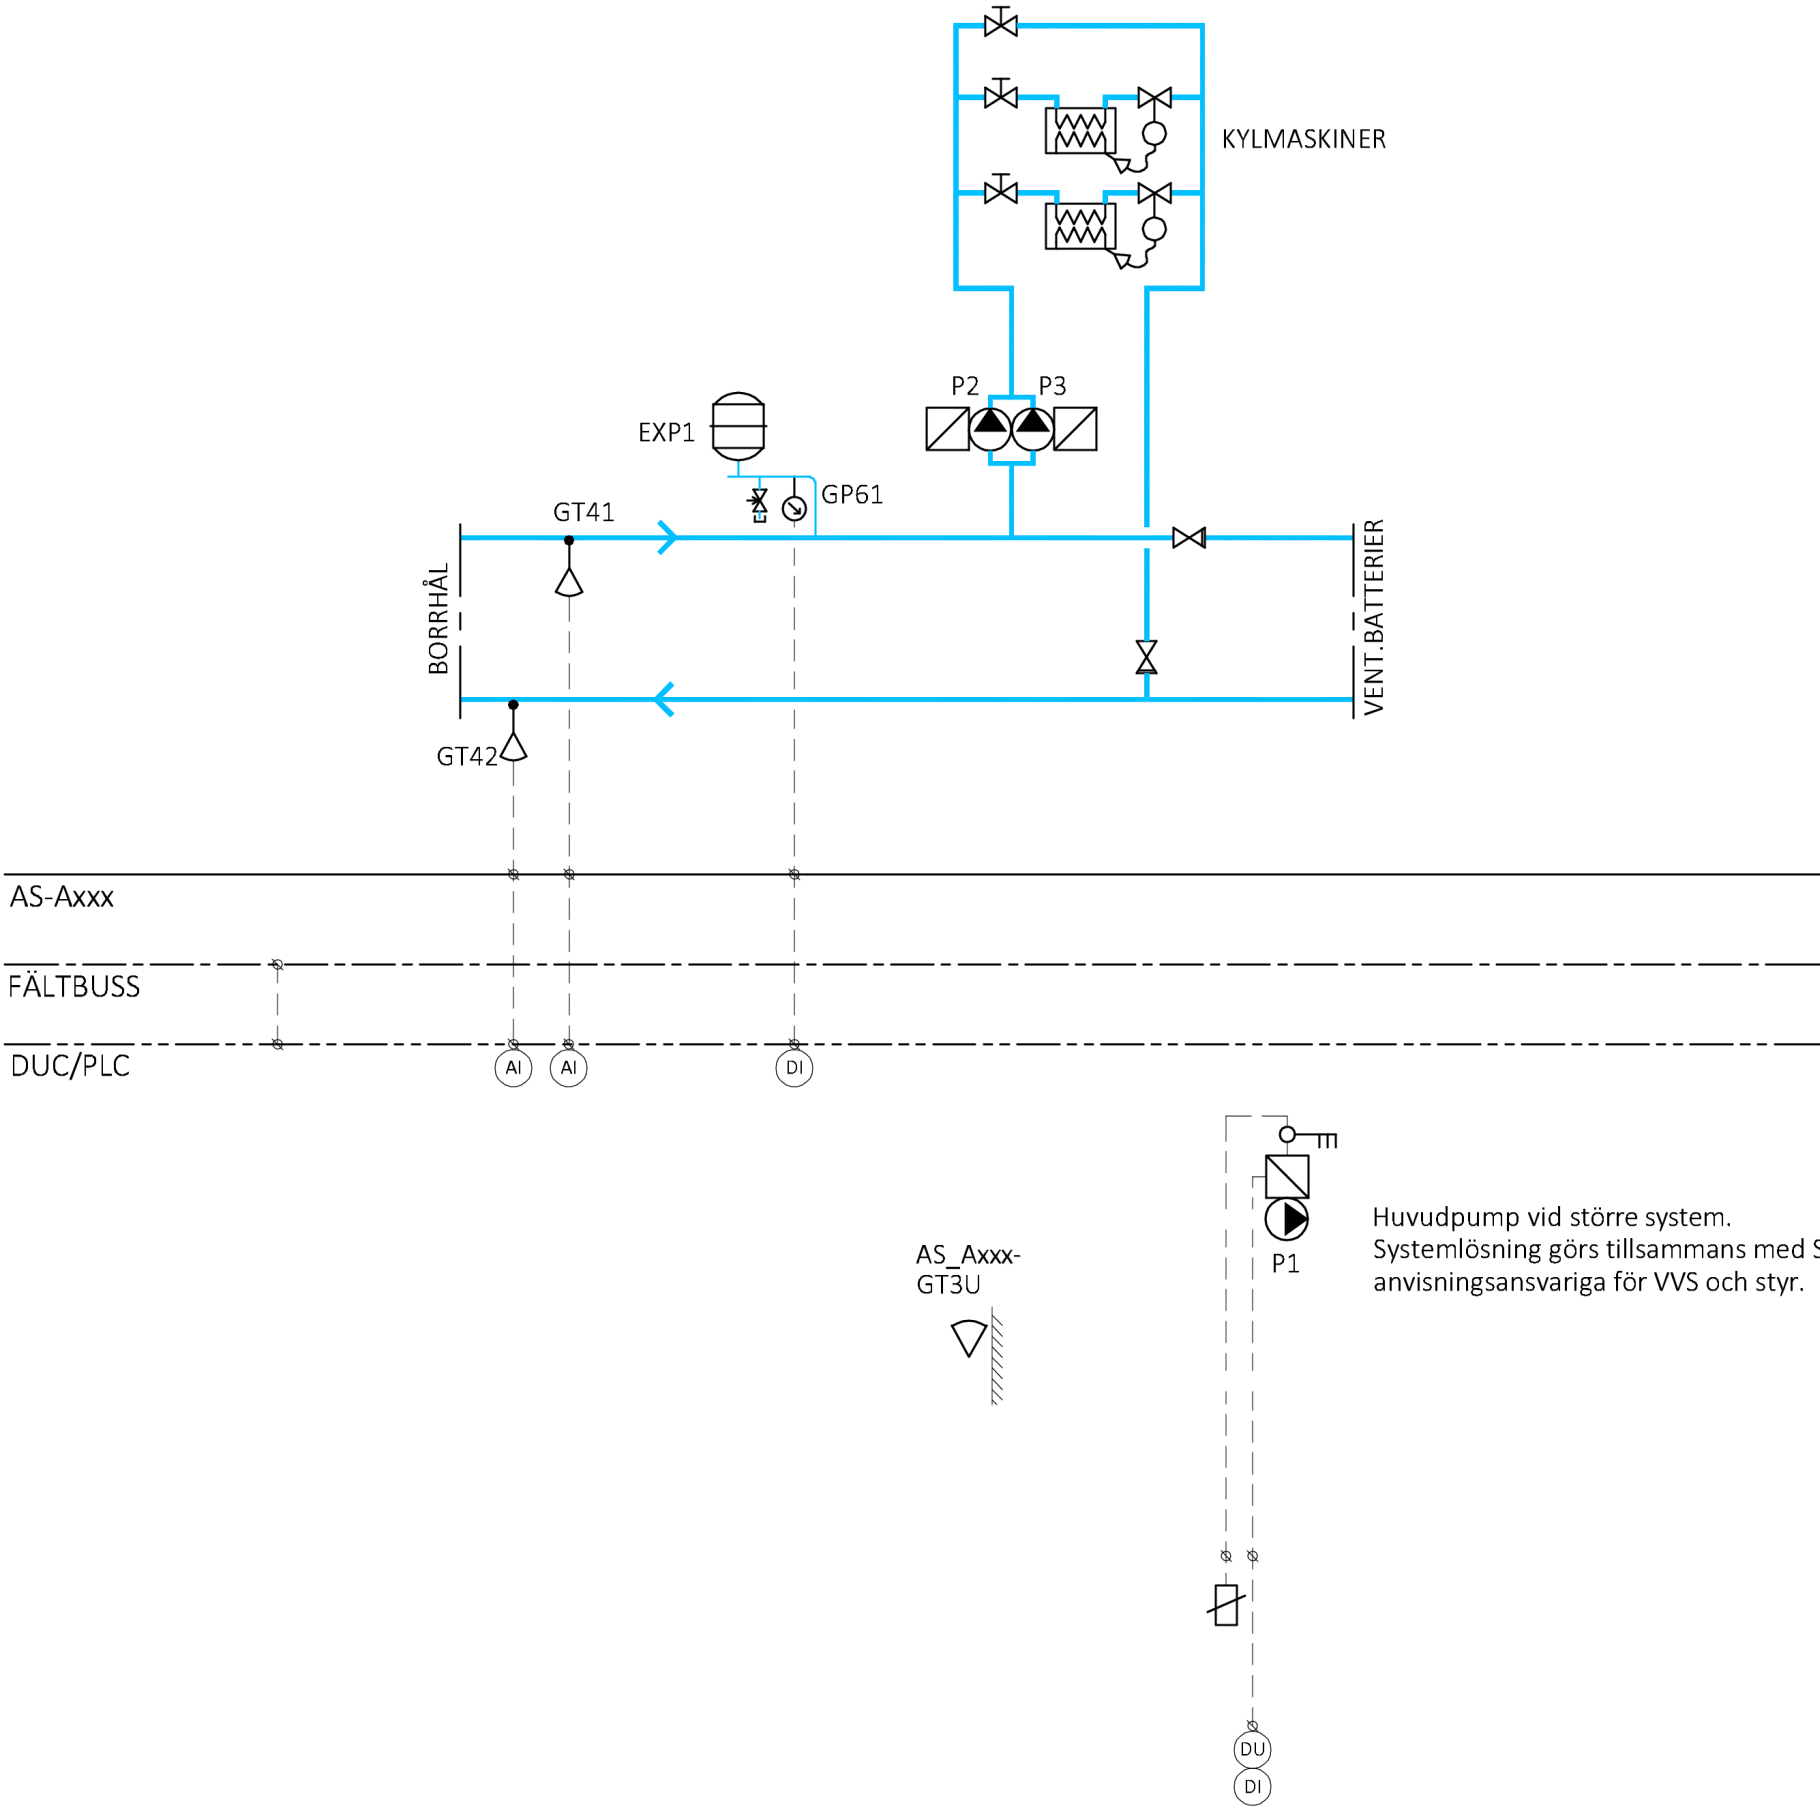 KYLMASKINER
P2
P3
EXP1
GP61
GT41
BORRHÅL
VENT.BATTERIER
GT42
AS-Axxx
FÄLTBUSS
DUC/PLC
AI
AI
DI
Huvudpump vid större system.
Systemlösning görs tillsammans med
anvisningsansvariga för VVS och styr.
P1
AS_Axxx-
GT3U
DU
DI